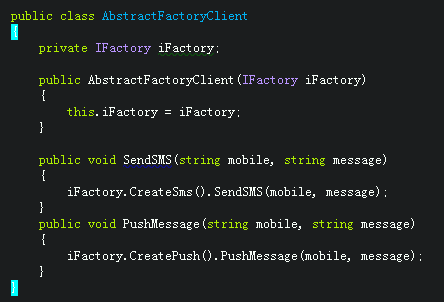 public class AbstractFactoryClient
{
    private IFactory iFactory;

    public AbstractFactoryClient(IFactory iFactory)
    {
        this.iFactory = iFactory;
    }

    public void SendSMS(string mobile, string message)
    {
        iFactory.CreateSms().SendSMS(mobile, message);
    }
    public void PushMessage(string mobile, string message)
    {
        iFactory.CreatePush().PushMessage(mobile, message);
    }
}